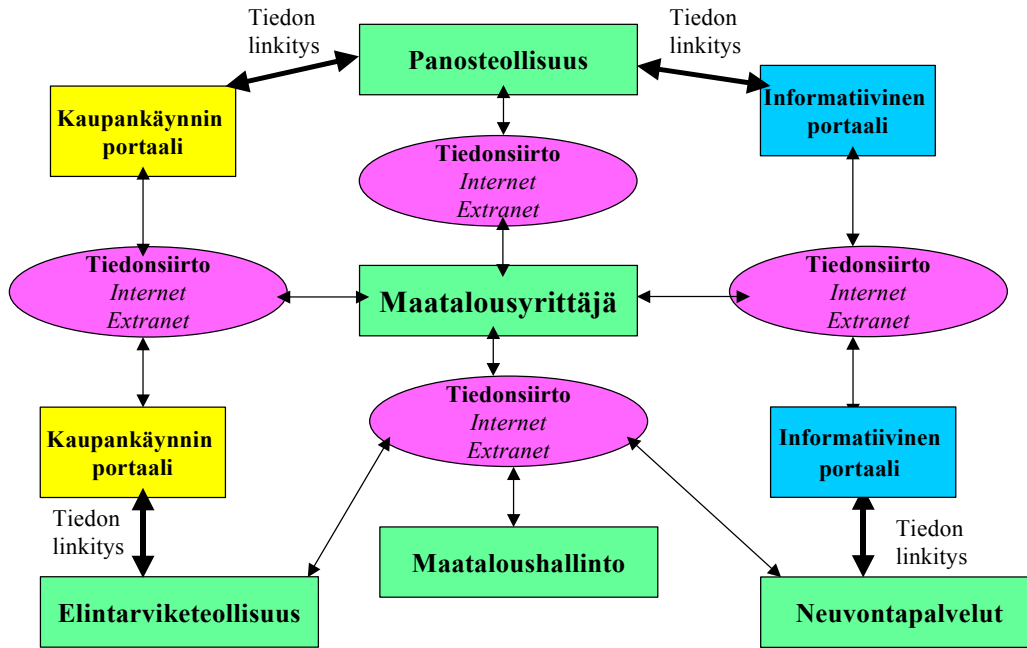 Tiedon
linkitys
Panosteollisuus
Tiedon
linkitys
Kaupankäynnin
portaali
Informatiivinen
portaali
Tiedonsiirto
Internet
Extranet
Tiedonsiirto
Internet
Extranet
Maatalousyrittäjä
Tiedonsiirto
Internet
Extranet
Tiedonsiirto
Internet
Extranet
Kaupankäynnin
portaali
Informatiivinen
portaali
Tiedon
linkitys
Maataloushallinto
Tiedon
linkitys
Elintarviketeollisuus
Neuvontapalvelut